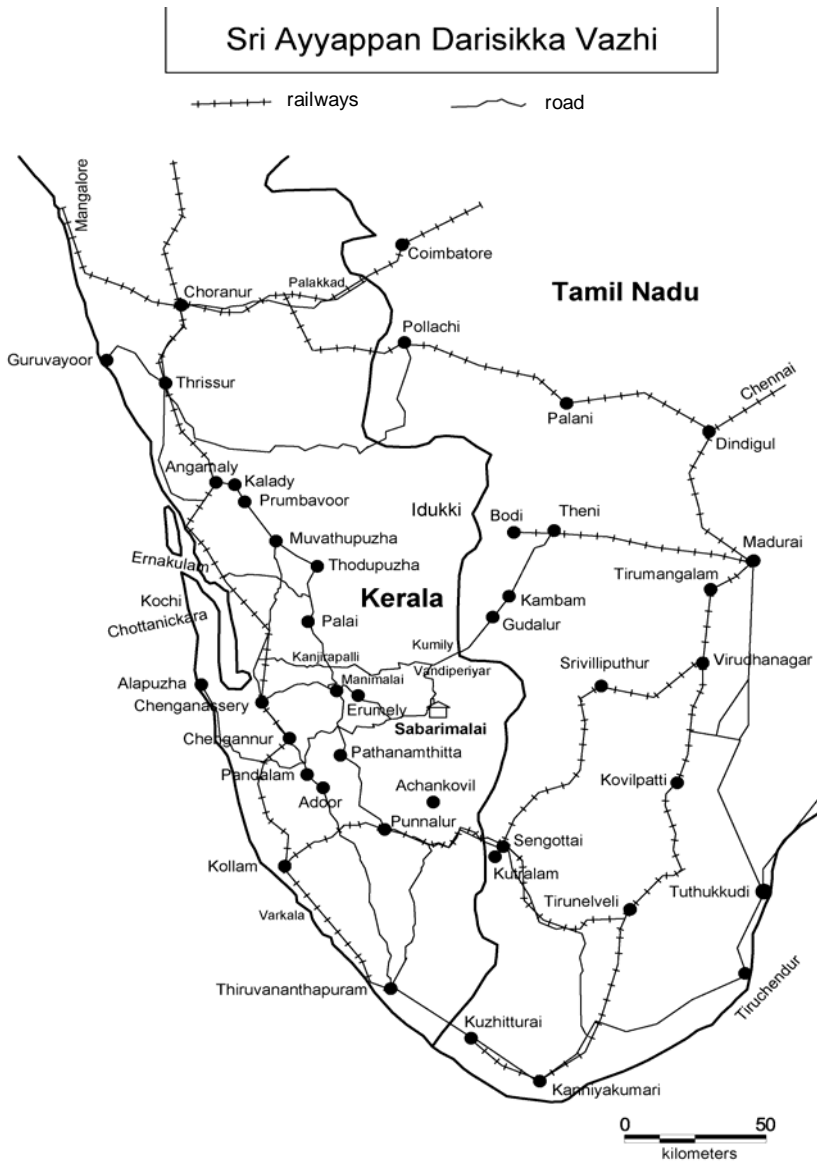 Sri Ayyappan Darisikka Vazhi
railways
road
Mangalore
Coimbatore
Palakkad
Choranur
Tamil Nadu
Pollachi
Guruvayoor
Thrissur
Chennai
Palani
Dindigul
Angamaly
Kalady
Prumbavoor
Idukki
Bodi
Theni
Muvathupuzha
Madurai
Ernakulam
Thodupuzha
Tirumangalam
Kochi
Kerala
Kambam
Chottanickara
Palai
Gudalur
Kumily
Kanjirapalli
Vandiperiyar
Srivilliputhur
Virudhanagar
Alapuzha
Manimalai
Chenganassery
Erumely
Sabarimalai
Chengannur
Pathanamthitta
Pandalam
Achankovil
Kovilpatti
Adoor
Punnalur
Sengottai
Kollam
Kutralam
Tirunelveli
Tuthukkudi
Varkala
Thiruvananthapuram
Tiruchendur
Kuzhitturai
Kanniyakumari
0 50
kilometers